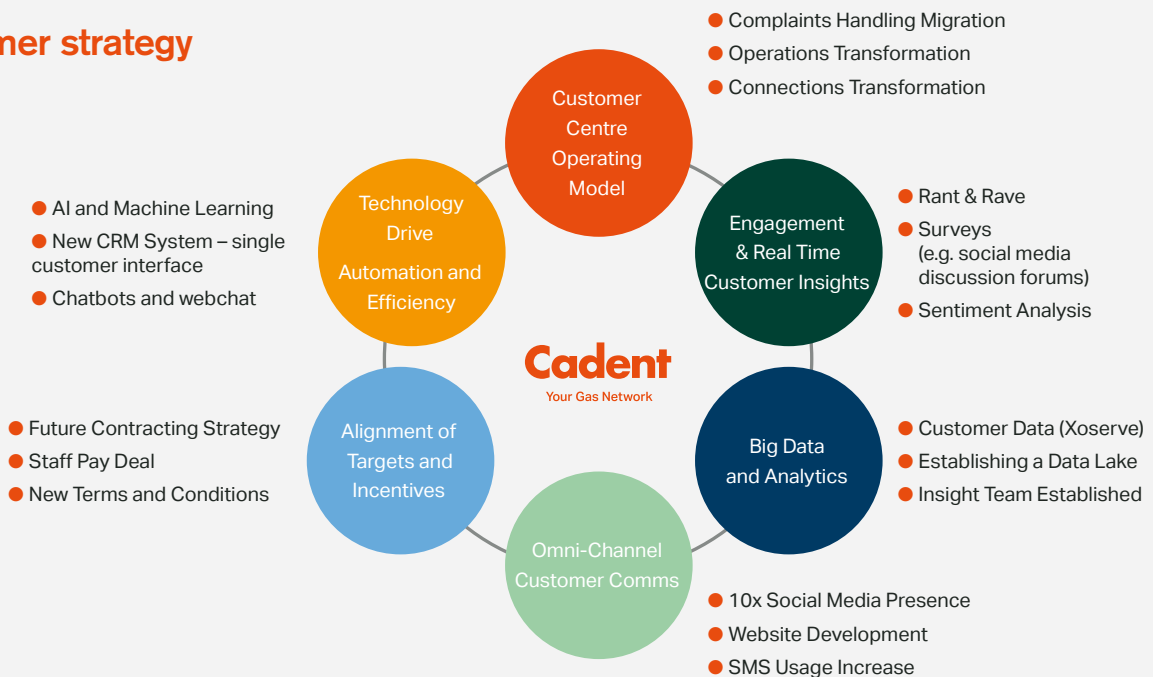 mer strategy
Complaints Handling Migration
Operations Transformation
Connections Transformation
Customer
Centre
Operating
Model
Technology
Drive
Automation and
Efficiency
AI and Machine Learning
New CRM System – single
customer interface
Chatbots and webchat
Engagement
& Real Time
Customer Insights
Rant & Rave
Surveys
(e.g. social media
discussion forums)
Sentiment Analysis
Cadent
Your Gas Network
Future Contracting Strategy
Staff Pay Deal
New Terms and Conditions
Alignment of
Targets and
Incentives
Big Data
and Analytics
Customer Data (Xoserve)
Establishing a Data Lake
Insight Team Established
Omni-Channel
Customer Comms
10x Social Media Presence
Website Development
SMS Usage Increase